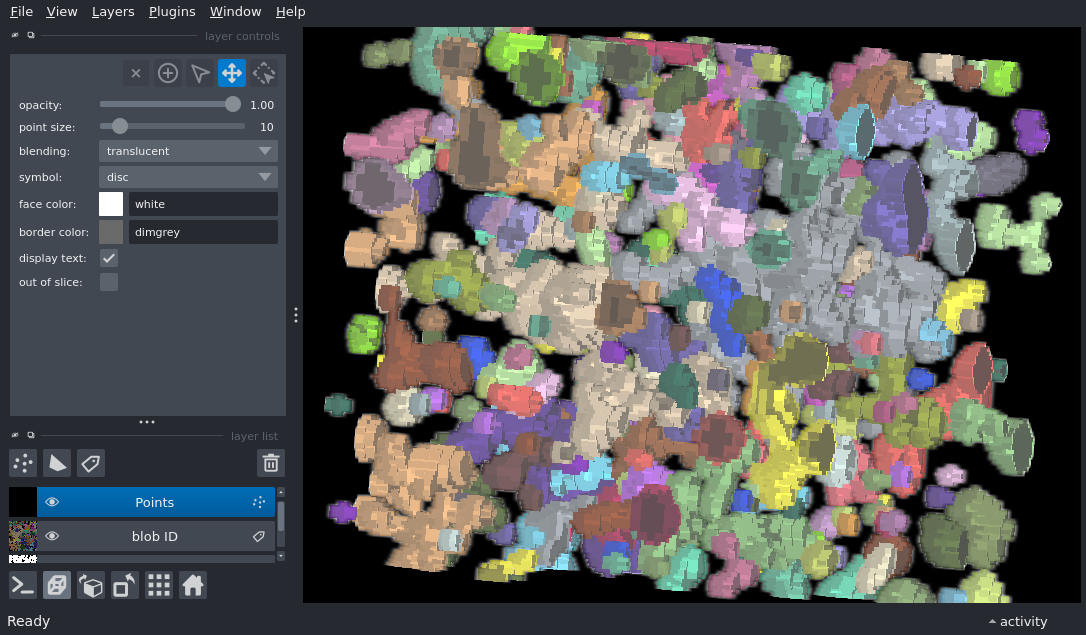 File View Layers Plugins Window Help
layer controls
opacity: 1.00
point size: 10
blending: translucent
symbol: disc
face color: white
border color: dimgrey
display text:
out of slice:
layer list
Points
blob ID
Ready
activity